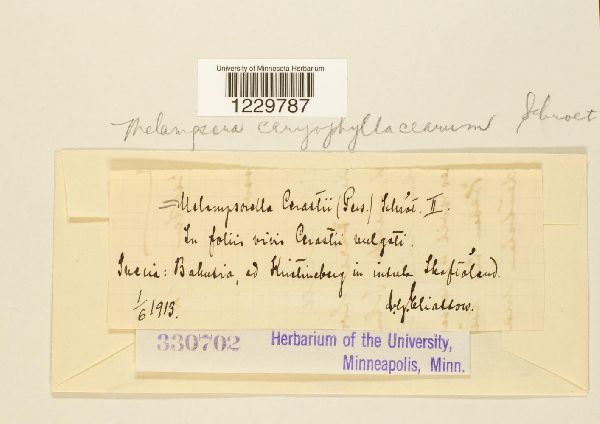 University of Minnesota Herbarium
1229787
Melampsora caryophyllacearum Schroet
=Melampsorella Cerastii (Pers.) Schröt. II.
In foliis vivis Cerastii vulgati.
Suecia: Bahusia, ad Kristineberg in insula Skaftöland.
1/6 1913. Eliasson.
330702 Herbarium of the University,
Minneapolis, Minn.